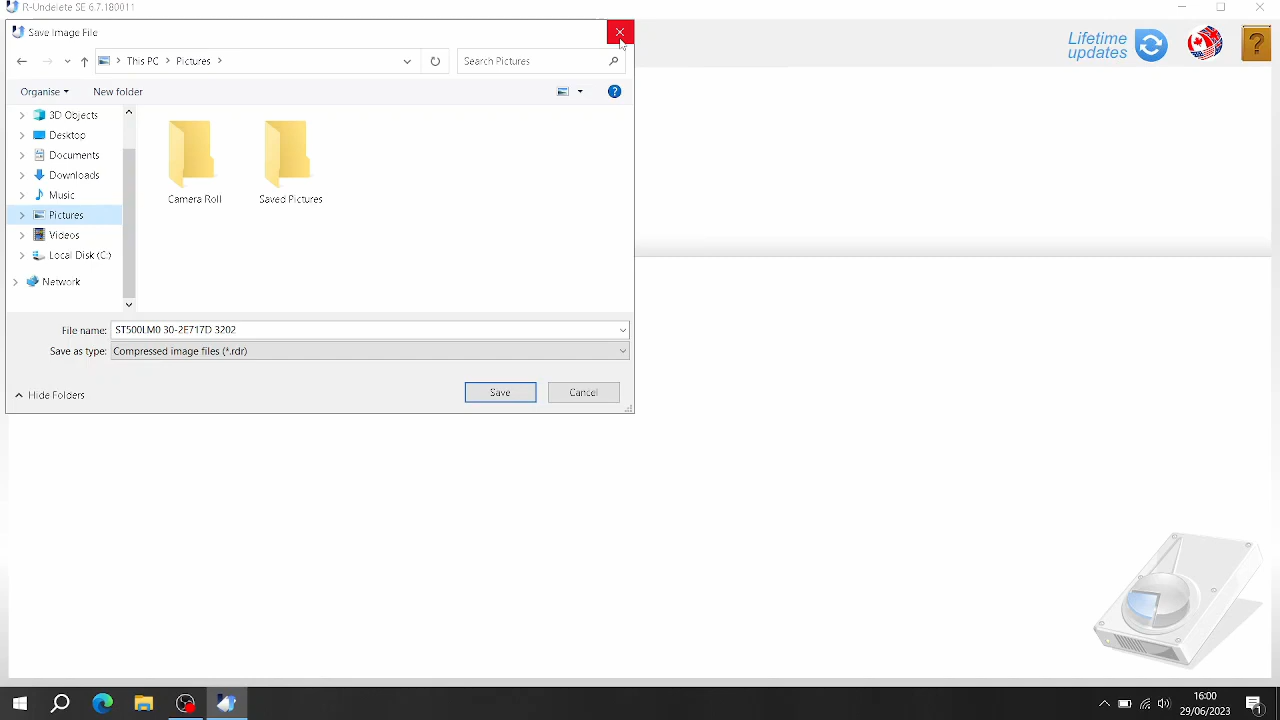 R-Undelete SE 6.7.180011
Save Image File
Lifetime
updates
This PC
Pictures
Search Pictures
Organise
New folder
3D Objects
Desktop
Documents
Downloads
Music
Pictures
Videos
Local Disk (C:)
Network
Camera Roll
Saved Pictures
File name:
ST500LM0 30-2E717D 3202
Save as type:
Compressed image files (*.rdr)
Hide Folders
Save
Cancel
16:00
29/06/2023
1